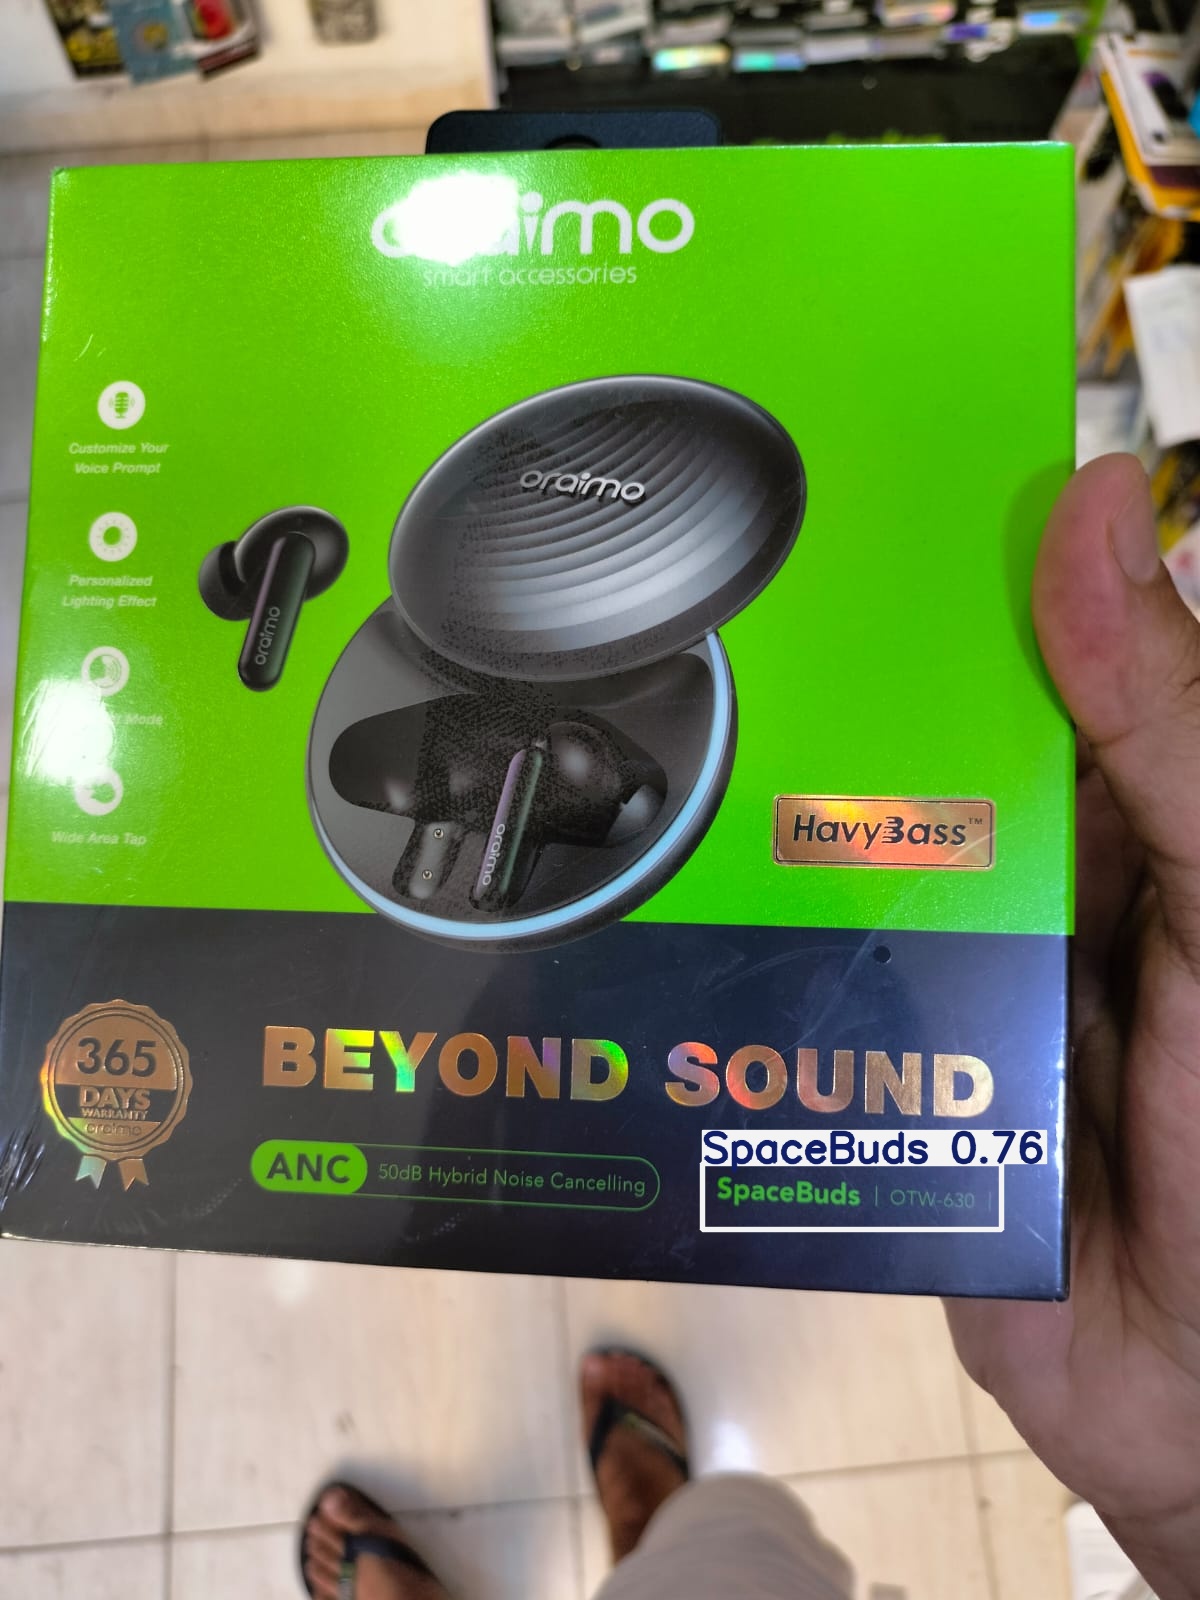 oraimo
smart accessories
Customize Your
Voice Prompt
Personalized
Lighting Effect
Mode
Wide Area Tap
oraimo
oraimo
oraimo
HavyBass™
365
DAYS
WARRANTY
oraimo
BEYOND SOUND
ANC 50dB Hybrid Noise Cancelling
SpaceBuds 0.76
SpaceBuds | OTW-630 |